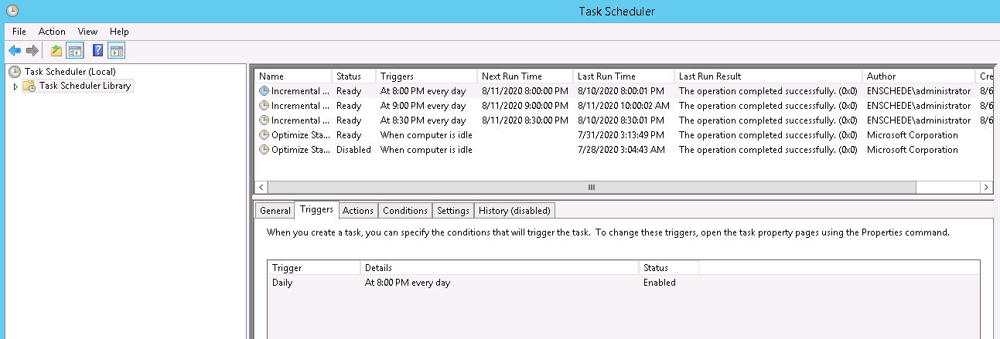 Task Scheduler
File Action View Help
Task Scheduler (Local)
Task Scheduler Library
Name Status Triggers Next Run Time Last Run Time Last Run Result Author Cre
Incremental ... Ready At 8:00 PM every day 8/11/2020 8:00:00 PM 8/10/2020 8:00:01 PM The operation completed successfully. (0x0) ENSCHEDE\administrator 8/6
Incremental ... Ready At 9:00 PM every day 8/11/2020 9:00:00 PM 8/11/2020 10:00:02 AM The operation completed successfully. (0x0) ENSCHEDE\administrator 8/6
Incremental ... Ready At 8:30 PM every day 8/11/2020 8:30:00 PM 8/10/2020 8:30:01 PM The operation completed successfully. (0x0) ENSCHEDE\administrator 8/6
Optimize Sta... Ready When computer is idle 7/31/2020 3:13:49 PM The operation completed successfully. (0x0) Microsoft Corporation
Optimize Sta... Disabled When computer is idle 7/28/2020 3:04:43 AM The operation completed successfully. (0x0) Microsoft Corporation
General Triggers Actions Conditions Settings History (disabled)
When you create a task, you can specify the conditions that will trigger the task. To change these triggers, open the task property pages using the Properties command.
Trigger Details Status
Daily At 8:00 PM every day Enabled